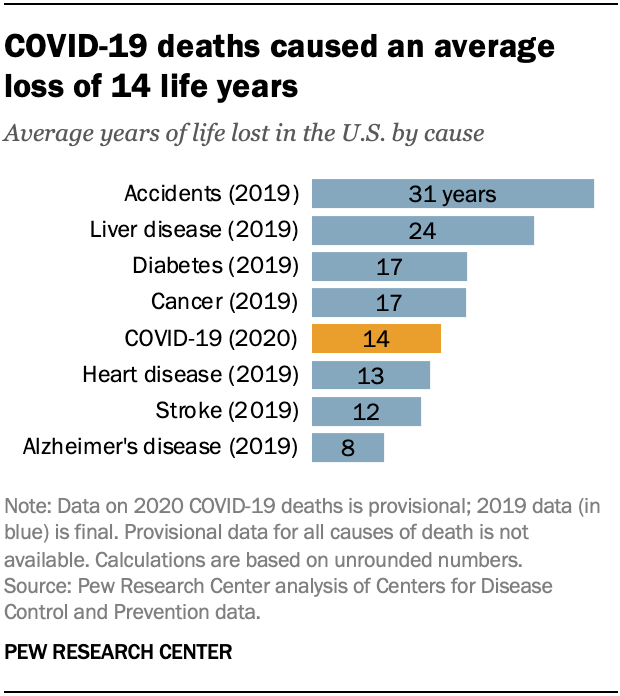 COVID-19 deaths caused an average
loss of 14 life years
Average years of life lost in the U.S. by cause
Accidents (2019) 31 years
Liver disease (2019) 24
Diabetes (2019) 17
Cancer (2019) 17
COVID-19 (2020) 14
Heart disease (2019) 13
Stroke (2019) 12
Alzheimer's disease (2019) 8
Note: Data on 2020 COVID-19 deaths is provisional; 2019 data (in
blue) is final. Provisional data for all causes of death is not
available. Calculations are based on unrounded numbers.
Source: Pew Research Center analysis of Centers for Disease
Control and Prevention data.
PEW RESEARCH CENTER